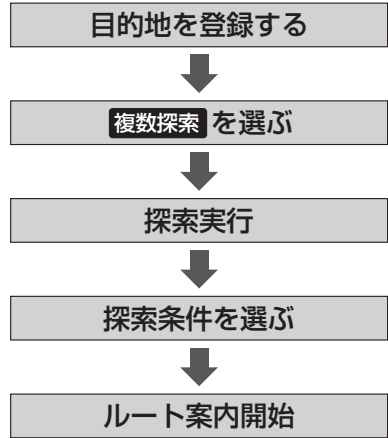 目的地を登録する
複数探索 を選ぶ
探索実行
探索条件を選ぶ
ルート案内開始